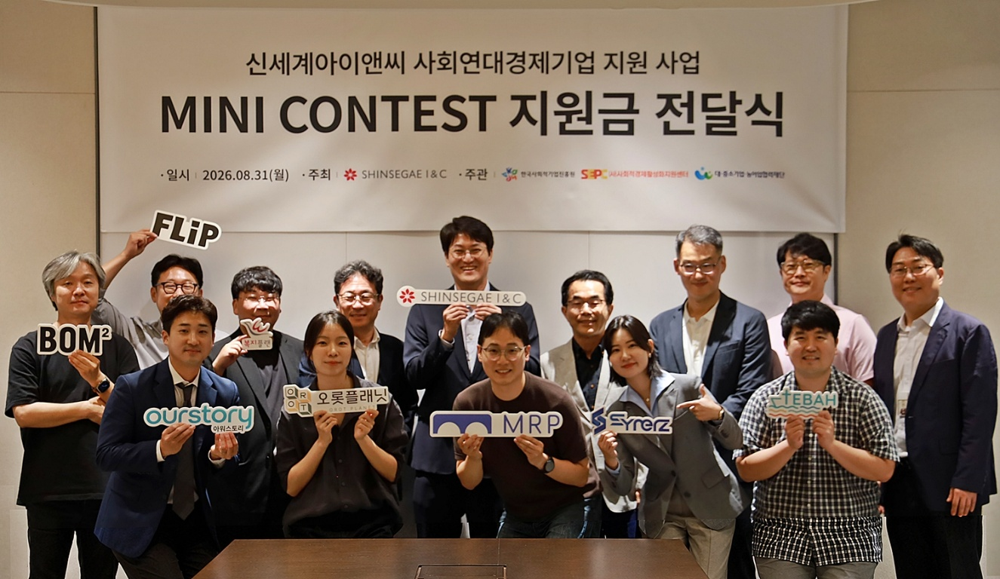 신세계아이앤씨 사회연대경제기업 지원 사업
MINI CONTEST 지원금 전달식
·일시 | 2026.08.31(월) ·주최 | SHINSEGAE I&C ·주관 | 한국사회적기업진흥원 SEPC (사)사회적경제활성화지원센터 대·중소기업·농어업협력재단
FLiP
SHINSEGAE I&C
BOM²
복지플랜
OROT 오롯플래닛
OROT PLANET
ourstory
아워스토리
MRP
Syrerz
TEBAH